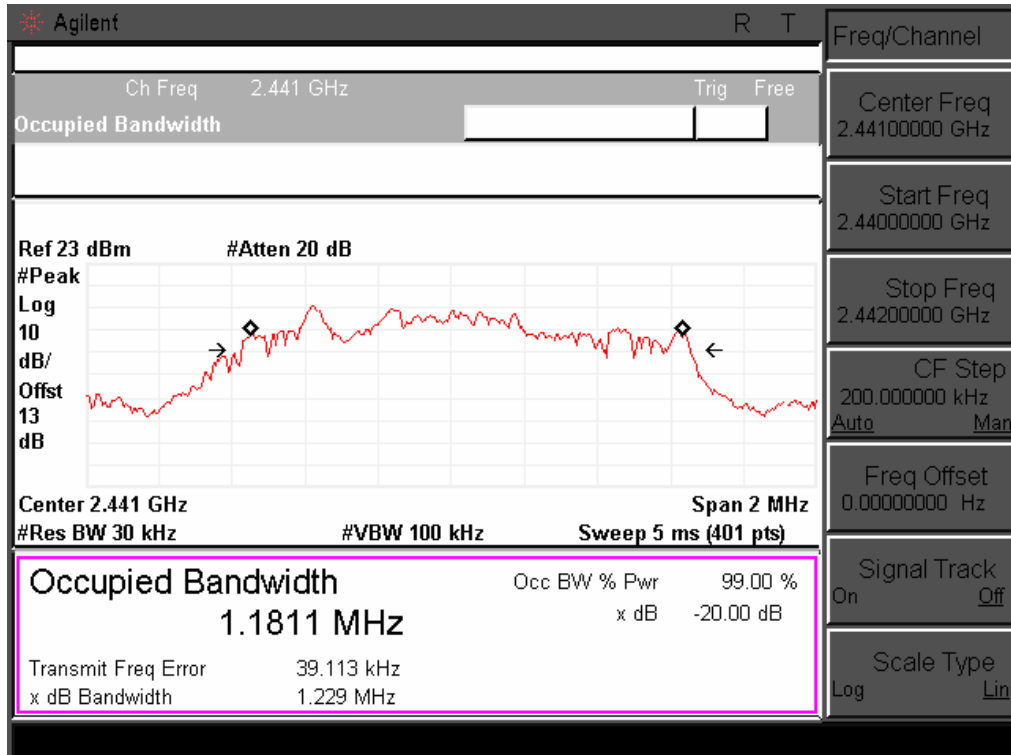 Agilent R T
Ch Freq 2.441 GHz Trig Free
Occupied Bandwidth
Ref 23 dBm #Atten 20 dB
#Peak
Log
10
dB/
Offst
13
dB
Center 2.441 GHz Span 2 MHz
#Res BW 30 kHz #VBW 100 kHz Sweep 5 ms (401 pts)
Occupied Bandwidth
1.1811 MHz
Occ BW % Pwr 99.00 %
x dB -20.00 dB
Transmit Freq Error 39.113 kHz
x dB Bandwidth 1.229 MHz
Freq/Channel
Center Freq
2.44100000 GHz
Start Freq
2.44000000 GHz
Stop Freq
2.44200000 GHz
CF Step
200.000000 kHz
Auto Man
Freq Offset
0.00000000 Hz
Signal Track
On Off
Scale Type
Log Lin